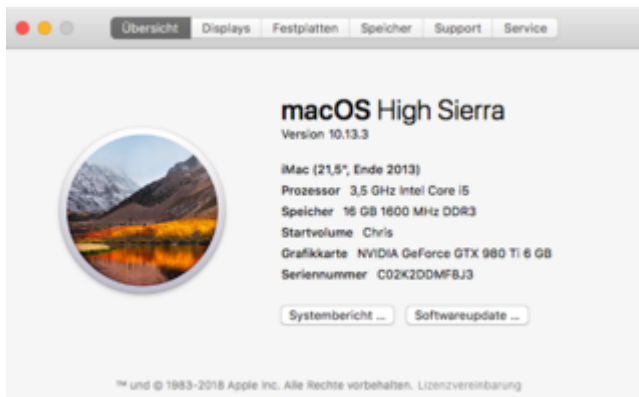 Übersicht Displays Festplatten Speicher Support Service
macOS High Sierra
Version 10.13.3
iMac (21,5", Ende 2013)
Prozessor 3,5 GHz Intel Core i5
Speicher 16 GB 1600 MHz DDR3
Startvolume Chris
Grafikkarte NVIDIA GeForce GTX 980 Ti 6 GB
Seriennummer C02K2DDMF8J3
Systembericht ... Softwareupdate ...
™ und © 1983-2018 Apple Inc. Alle Rechte vorbehalten. Lizenzvereinbarung